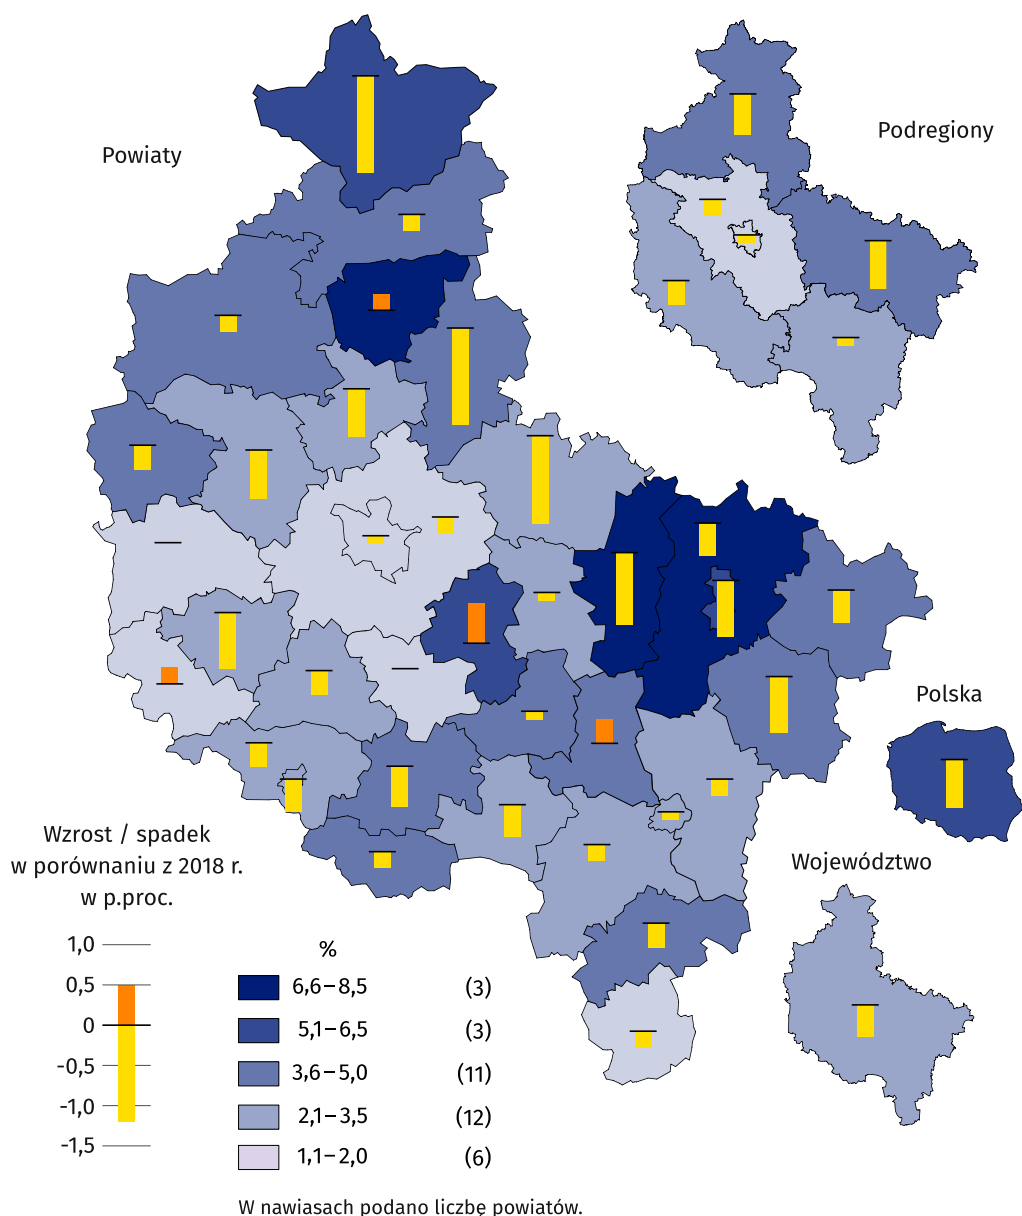 Powiaty
Podregiony
Polska
Województwo
Wzrost / spadek
w porównaniu z 2018 r.
w p.proc.
1,0
0,5
0
-0,5
-1,0
-1,5
%
6,6–8,5 (3)
5,1–6,5 (3)
3,6–5,0 (11)
2,1–3,5 (12)
1,1–2,0 (6)
W nawiasach podano liczbę powiatów.